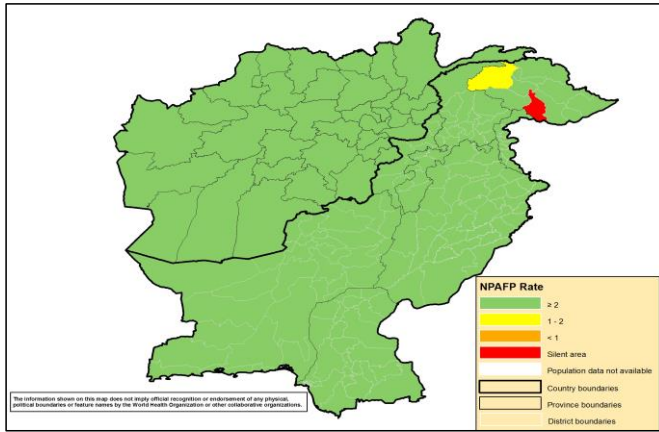 NPAFP Rate
≥ 2
1 - 2
< 1
Silent area
Population data not available
Country boundaries
Province boundaries
District boundaries
The information shown on this map does not imply official recognition or endorsement of any physical,
political boundaries or feature names by the World Health Organization or other collaborative organizations.